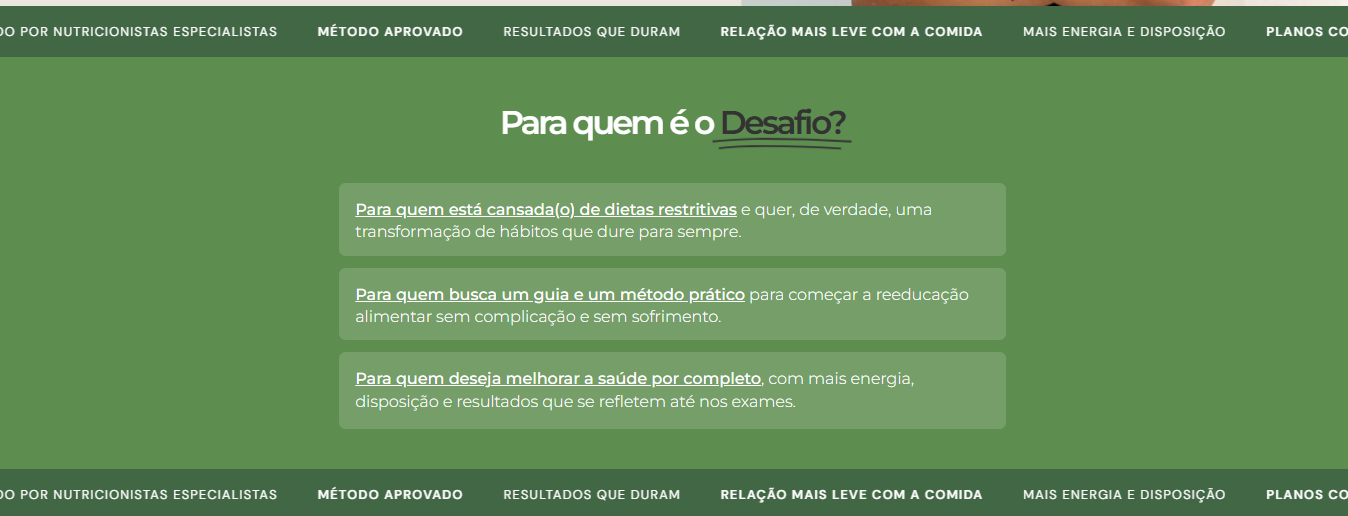 DO POR NUTRICIONISTAS ESPECIALISTAS MÉTODO APROVADO RESULTADOS QUE DURAM RELAÇÃO MAIS LEVE COM A COMIDA MAIS ENERGIA E DISPOSIÇÃO PLANOS CO
Para quem é o Desafio?
Para quem está cansada(o) de dietas restritivas e quer, de verdade, uma
transformação de hábitos que dure para sempre.
Para quem busca um guia e um método prático para começar a reeducação
alimentar sem complicação e sem sofrimento.
Para quem deseja melhorar a saúde por completo, com mais energia,
disposição e resultados que se refletem até nos exames.
DO POR NUTRICIONISTAS ESPECIALISTAS MÉTODO APROVADO RESULTADOS QUE DURAM RELAÇÃO MAIS LEVE COM A COMIDA MAIS ENERGIA E DISPOSIÇÃO PLANOS CO